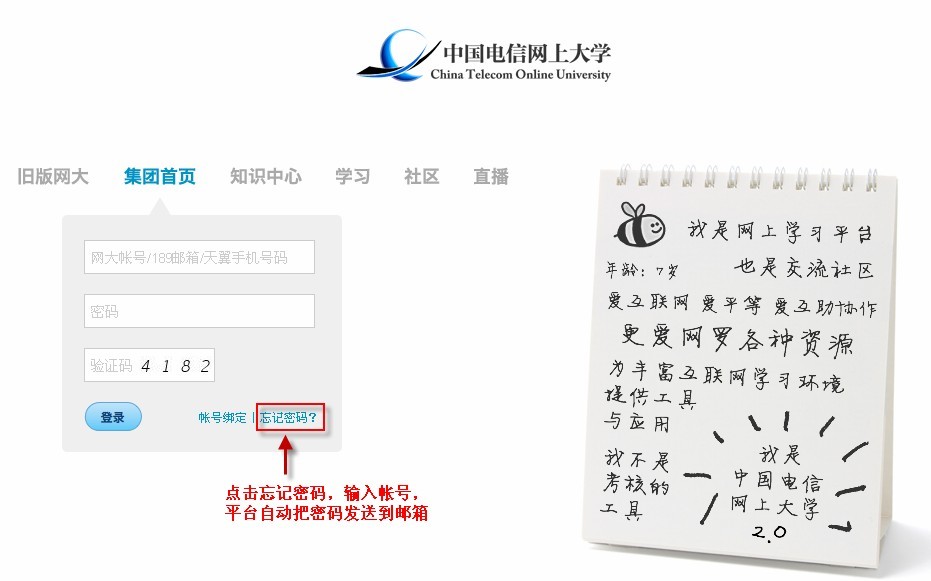 中国电信网上大学
China Telecom Online University
旧版网大 集团首页 知识中心 学习 社区 直播
网大帐号/189邮箱/天翼手机号码
密码
验证码 4 1 8 2
登录 帐号绑定 | 忘记密码?
点击忘记密码，输入帐号，
平台自动把密码发送到邮箱
我是网上学习平台
年龄：7岁 也是交流社区
爱互联网 爱平等 爱互助协作
更爱网罗各种资源
为丰富互联网学习环境
提供工具
与应用
我不是
考核的
工具
我是
中国电信
网上大学
2.0